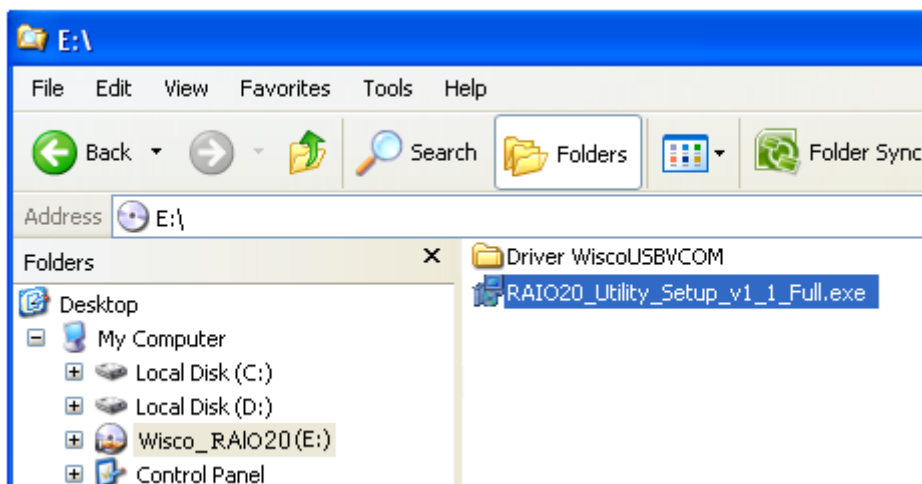 E:\
File Edit View Favorites Tools Help
Back Search Folders Folder Sync
Address E:\
Folders
Desktop
My Computer
Local Disk (C:)
Local Disk (D:)
Wisco_RAIO20(E:)
Control Panel
Driver WiscoUSBVCOM
RAIO20_Utility_Setup_v1_1_Full.exe